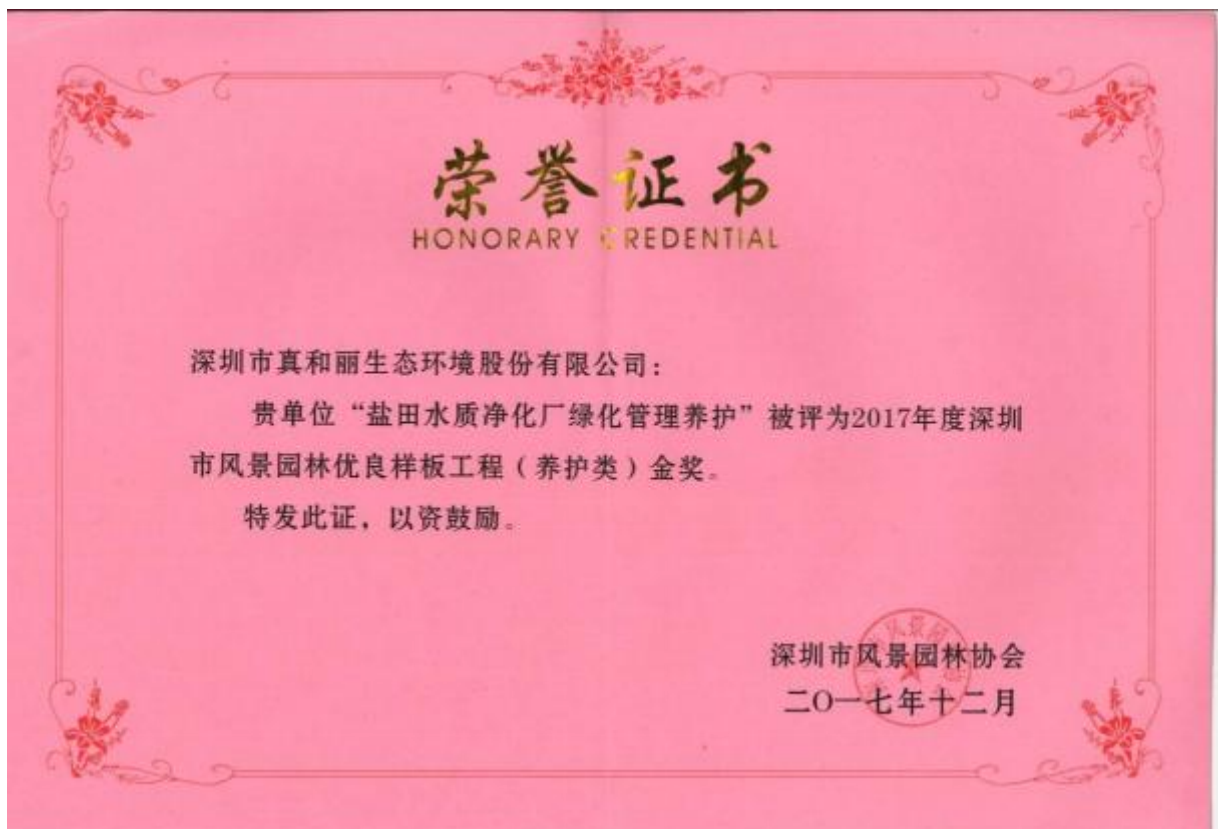 荣誉证书
HONORARY CREDENTIAL
深圳市真和丽生态环境股份有限公司：
贵单位“盐田水质净化厂绿化管理养护”被评为2017年度深圳
市风景园林优良样板工程（养护类）金奖。
特发此证，以资鼓励。
深圳市风景园林协会
二〇一七年十二月